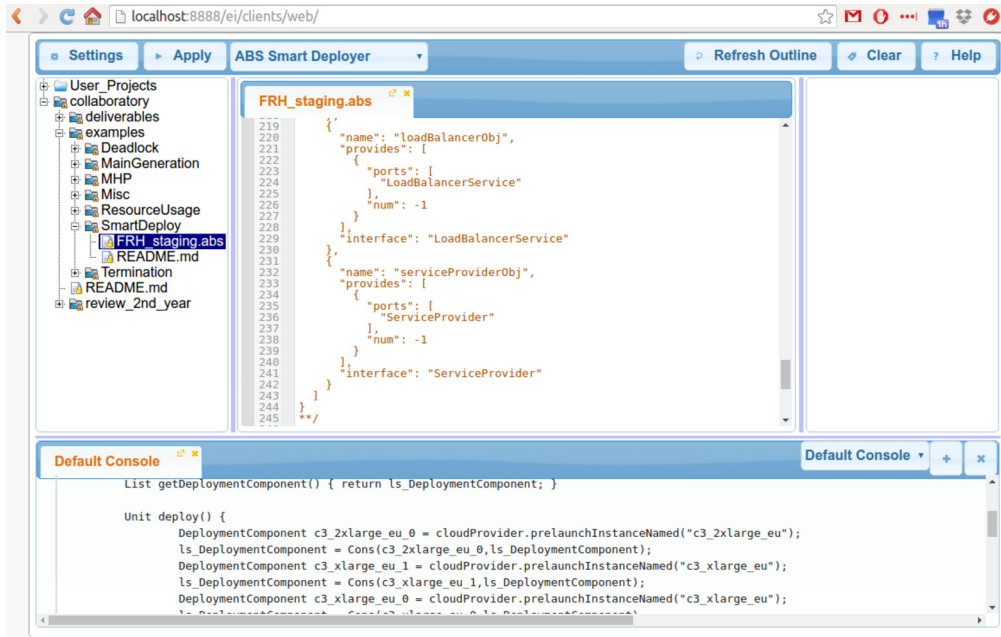 localhost:8888/ei/clients/web/
Settings
Apply
ABS Smart Deployer
Refresh Outline
Clear
? Help
User_Projects
collaboratory
deliverables
examples
Deadlock
MainGeneration
MHP
Misc
ResourceUsage
SmartDeploy
FRH_staging.abs
README.md
Termination
README.md
review_2nd_year
FRH_staging.abs
219 {
220 "name": "loadBalancerObj",
221 "provides": [
222 {
223 "ports": [
224 "LoadBalancerService"
225 ],
226 "num": -1
227 }
228 ],
229 "interface": "LoadBalancerService"
230 },
231 {
232 "name": "serviceProviderObj",
233 "provides": [
234 {
235 "ports": [
236 "ServiceProvider"
237 ],
238 "num": -1
239 }
240 ],
241 "interface": "ServiceProvider"
242 }
243 ]
244 }
245 **/
Default Console
Default Console
List getDeploymentComponent() { return ls_DeploymentComponent; }
Unit deploy() {
DeploymentComponent c3_2xlarge_eu_0 = cloudProvider.prelaunchInstanceNamed("c3_2xlarge_eu");
ls_DeploymentComponent = Cons(c3_2xlarge_eu_0,ls_DeploymentComponent);
DeploymentComponent c3_xlarge_eu_1 = cloudProvider.prelaunchInstanceNamed("c3_xlarge_eu");
ls_DeploymentComponent = Cons(c3_xlarge_eu_1,ls_DeploymentComponent);
DeploymentComponent c3_xlarge_eu_0 = cloudProvider.prelaunchInstanceNamed("c3_xlarge_eu");